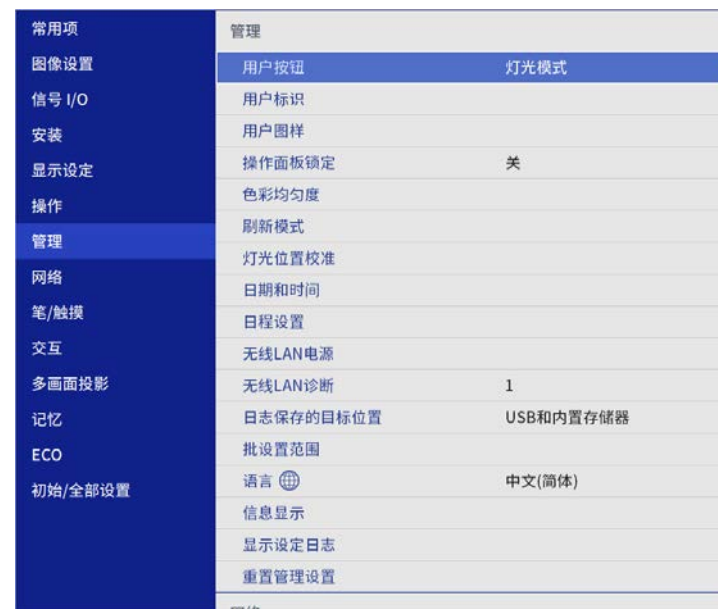 常用项
图像设置
信号 I/O
安装
显示设定
操作
管理
网络
笔/触摸
交互
多画面投影
记忆
ECO
初始/全部设置
管理
用户按钮 灯光模式
用户标识
用户图样
操作面板锁定 关
色彩均匀度
刷新模式
灯光位置校准
日期和时间
日程设置
无线LAN电源
无线LAN诊断 1
日志保存的目标位置 USB和内置存储器
批设置范围
语言 中文(简体)
信息显示
显示设定日志
重置管理设置